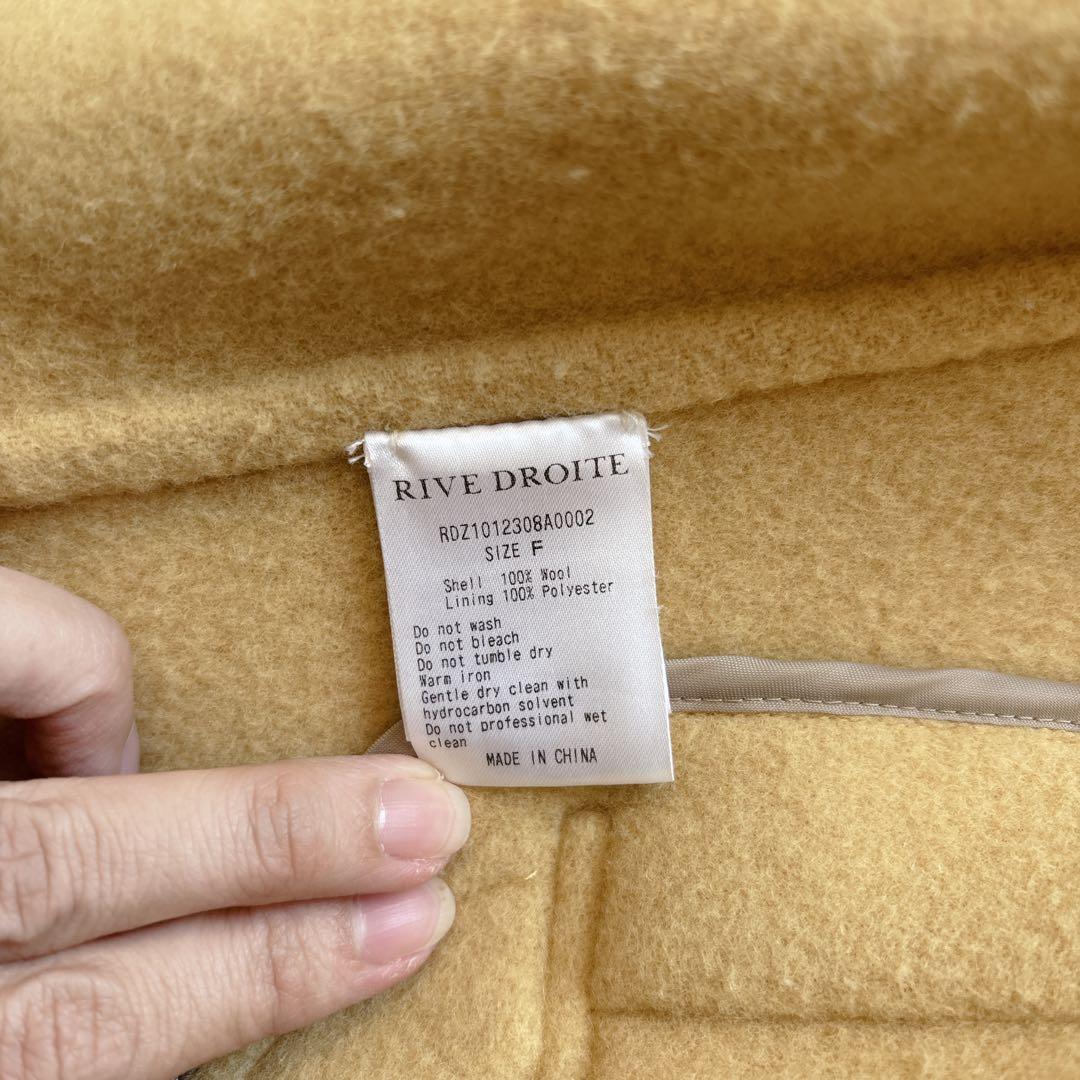 RIVE DROITE
RDZ1012308A0002
SIZE F
Shell 100% Wool
Lining 100% Polyester
Do not wash
Do not bleach
Do not tumble dry
Warm iron
Gentle dry clean with
hydrocarbon solvent
Do not professional wet
clean
MADE IN CHINA